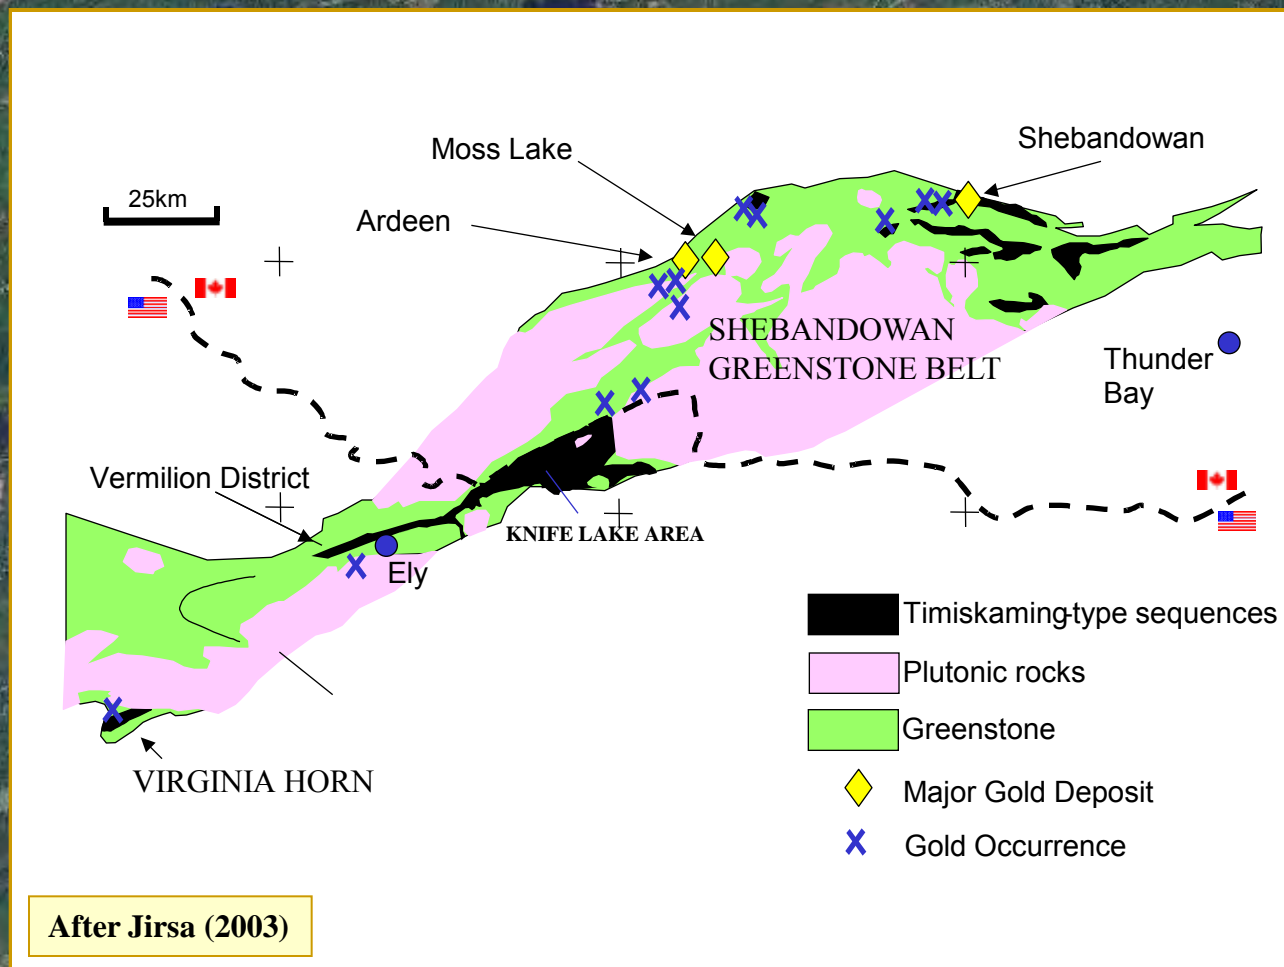 Shebandowan
Moss Lake
25km
Ardeen
SHEBANDOWAN
GREENSTONE BELT
Thunder
Bay
Vermilion District
KNIFE LAKE AREA
Ely
Timiskaming-type sequences
Plutonic rocks
Greenstone
VIRGINIA HORN
Major Gold Deposit
Gold Occurrence
After Jirsa (2003)